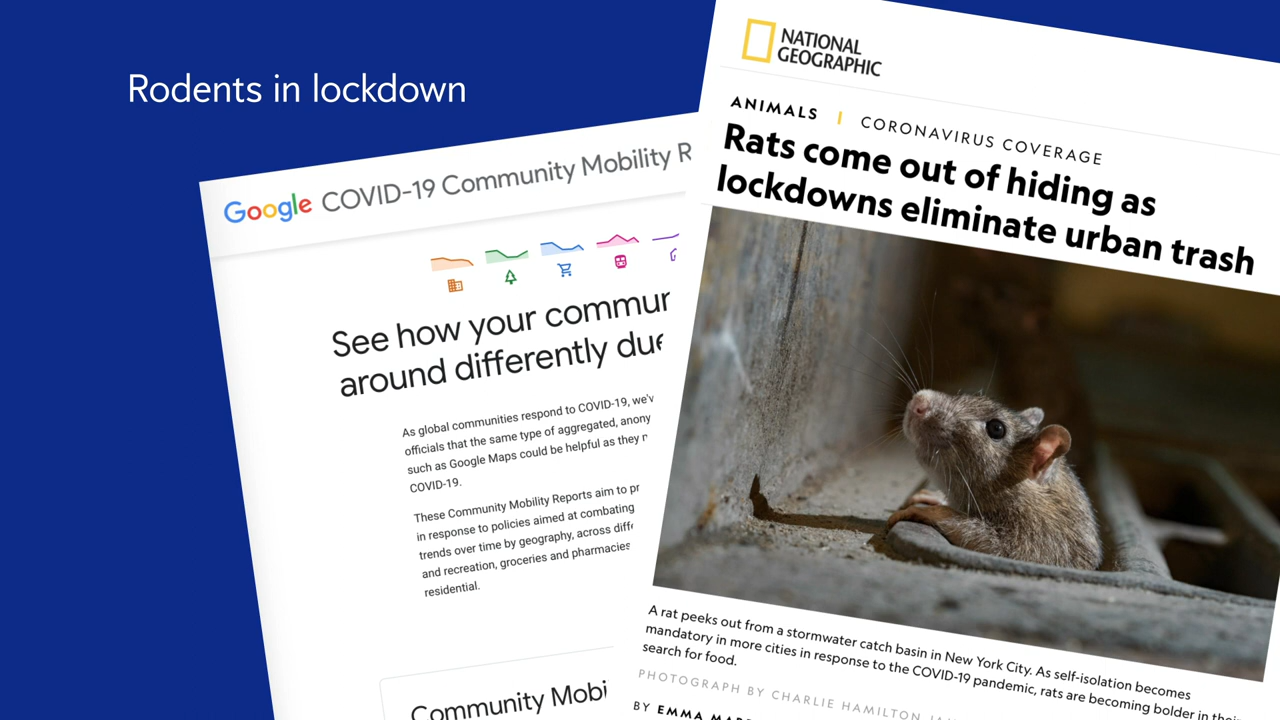 Rodents in lockdown
Google COVID-19 Community Mobility R
See how your commun
around differently due
As global communities respond to COVID-19, we'v
officials that the same type of aggregated, anony
such as Google Maps could be helpful as they
COVID-19.
These Community Mobility Reports aim to pr
in response to policies aimed at combating
trends over time by geography, across diffe
and recreation, groceries and pharmacies
residential.
Community Mobi
NATIONAL
GEOGRAPHIC
ANIMALS | CORONAVIRUS COVERAGE
Rats come out of hiding as
lockdowns eliminate urban trash
A rat peeks out from a stormwater catch basin in New York City. As self-isolation becomes
mandatory in more cities in response to the COVID-19 pandemic, rats are becoming bolder in their
search for food.
PHOTOGRAPH BY CHARLIE HAMILTON
BY EMMA